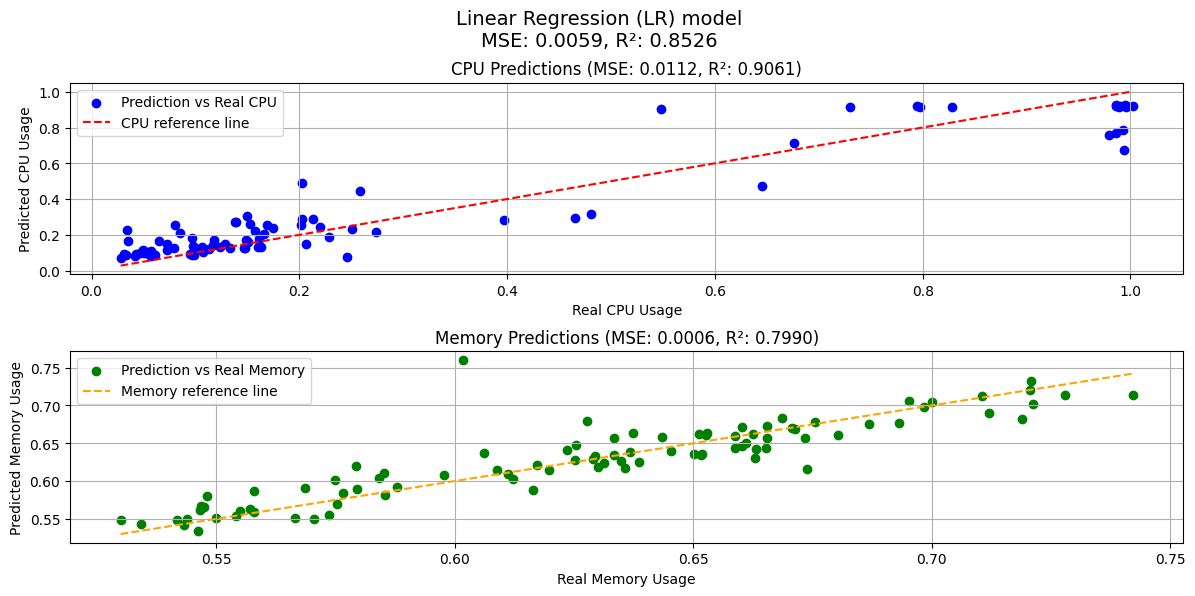 Linear Regression (LR) model
MSE: 0.0059, R²: 0.8526
CPU Predictions (MSE: 0.0112, R²: 0.9061)
Predicted CPU Usage
1.0
0.8
0.6
0.4
0.2
0.0
Prediction vs Real CPU
CPU reference line
0.0 0.2 0.4 0.6 0.8 1.0
Real CPU Usage
Memory Predictions (MSE: 0.0006, R²: 0.7990)
Predicted Memory Usage
0.75
0.70
0.65
0.60
0.55
Prediction vs Real Memory
Memory reference line
0.55 0.60 0.65 0.70 0.75
Real Memory Usage